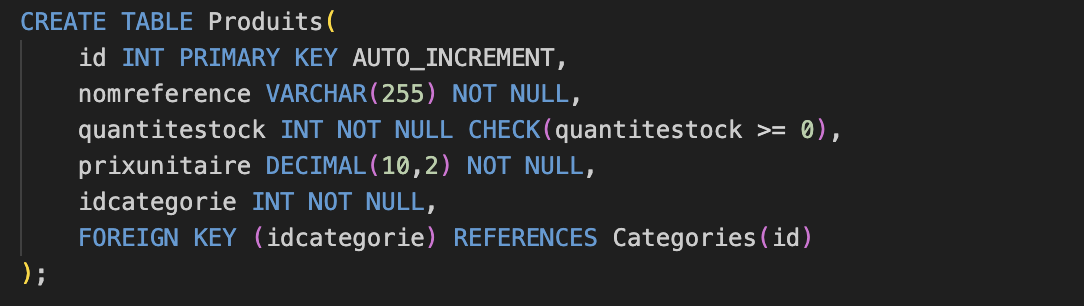 CREATE TABLE Produits(
    id INT PRIMARY KEY AUTO_INCREMENT,
    nomreference VARCHAR(255) NOT NULL,
    quantitestock INT NOT NULL CHECK(quantitestock >= 0),
    prixunitaire DECIMAL(10,2) NOT NULL,
    idcategorie INT NOT NULL,
    FOREIGN KEY (idcategorie) REFERENCES Categories(id)
);